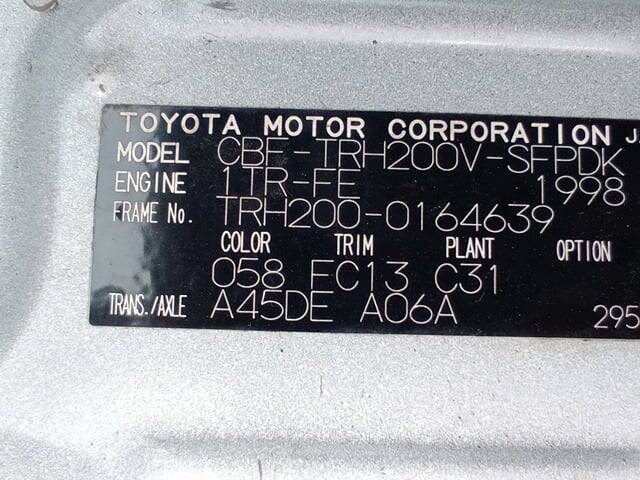 TOYOTA MOTOR CORPORATION J
MODEL CBF-TRH200V-SFPDK
ENGINE 1TR-FE 1998
FRAME No. TRH200-0164639
COLOR TRIM PLANT OPTION
058 FC13 C31
TRANS./AXLE A45DE A06A 295